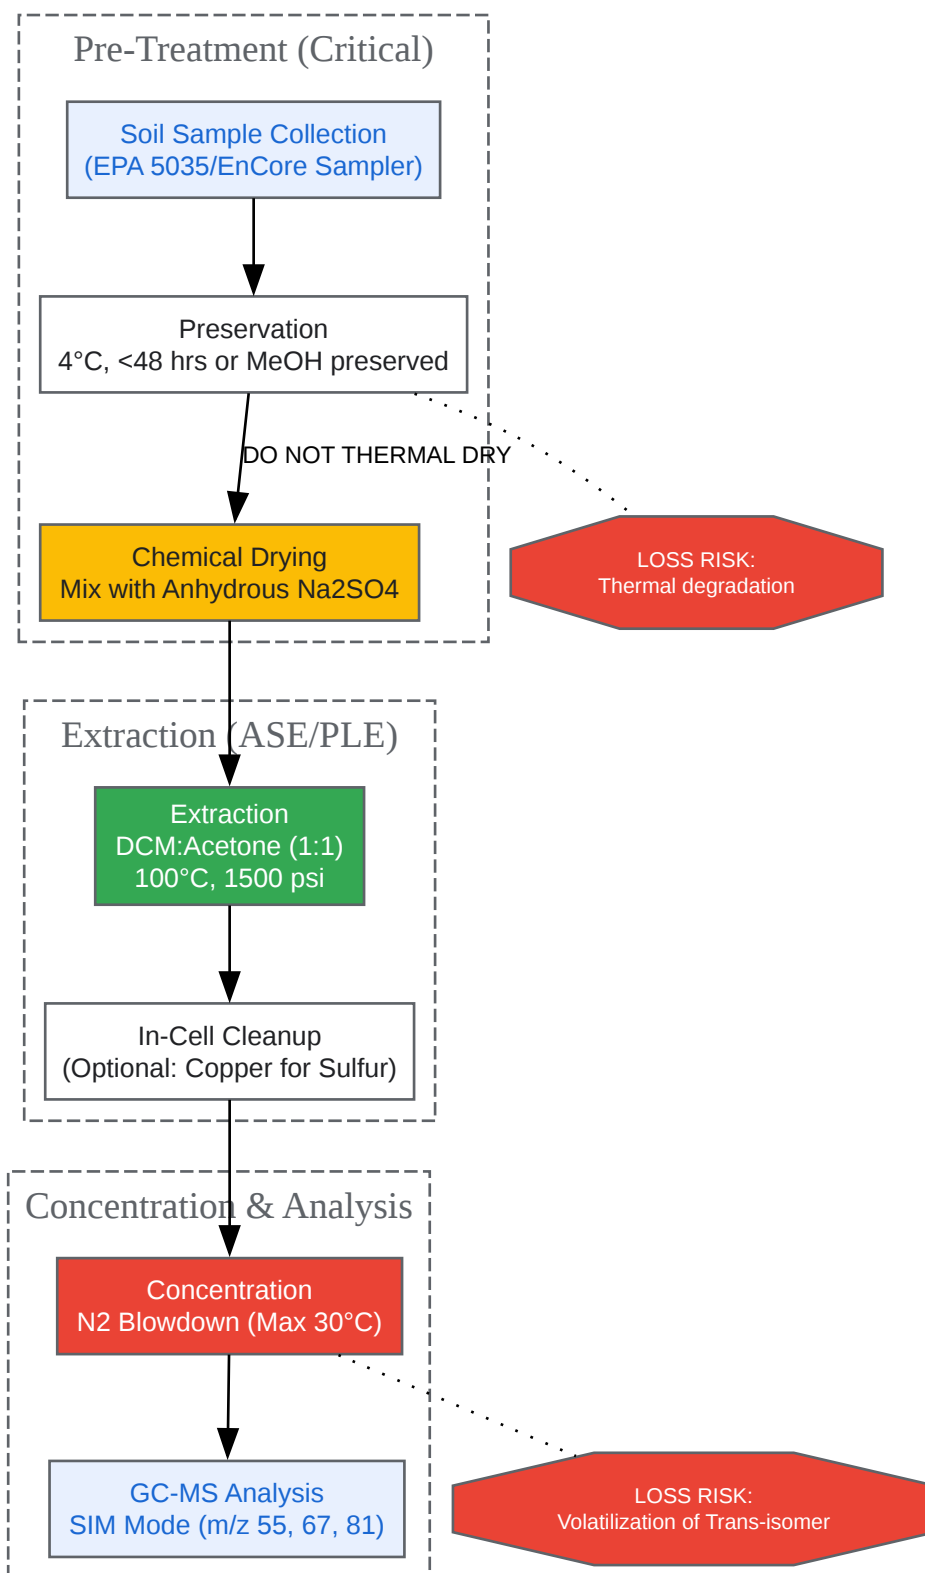 Pre-Treatment (Critical)
Soil Sample Collection
(EPA 5035/EnCore Sampler)
Preservation
4°C, <48 hrs or MeOH preserved
DO NOT THERMAL DRY
Chemical Drying
Mix with Anhydrous Na2SO4
LOSS RISK:
Thermal degradation
Extraction (ASE/PLE)
Extraction
DCM:Acetone (1:1)
100°C, 1500 psi
In-Cell Cleanup
(Optional: Copper for Sulfur)
Concentration & Analysis
Concentration
N2 Blowdown (Max 30°C)
GC-MS Analysis
SIM Mode (m/z 55, 67, 81)
LOSS RISK:
Volatilization of Trans-isomer